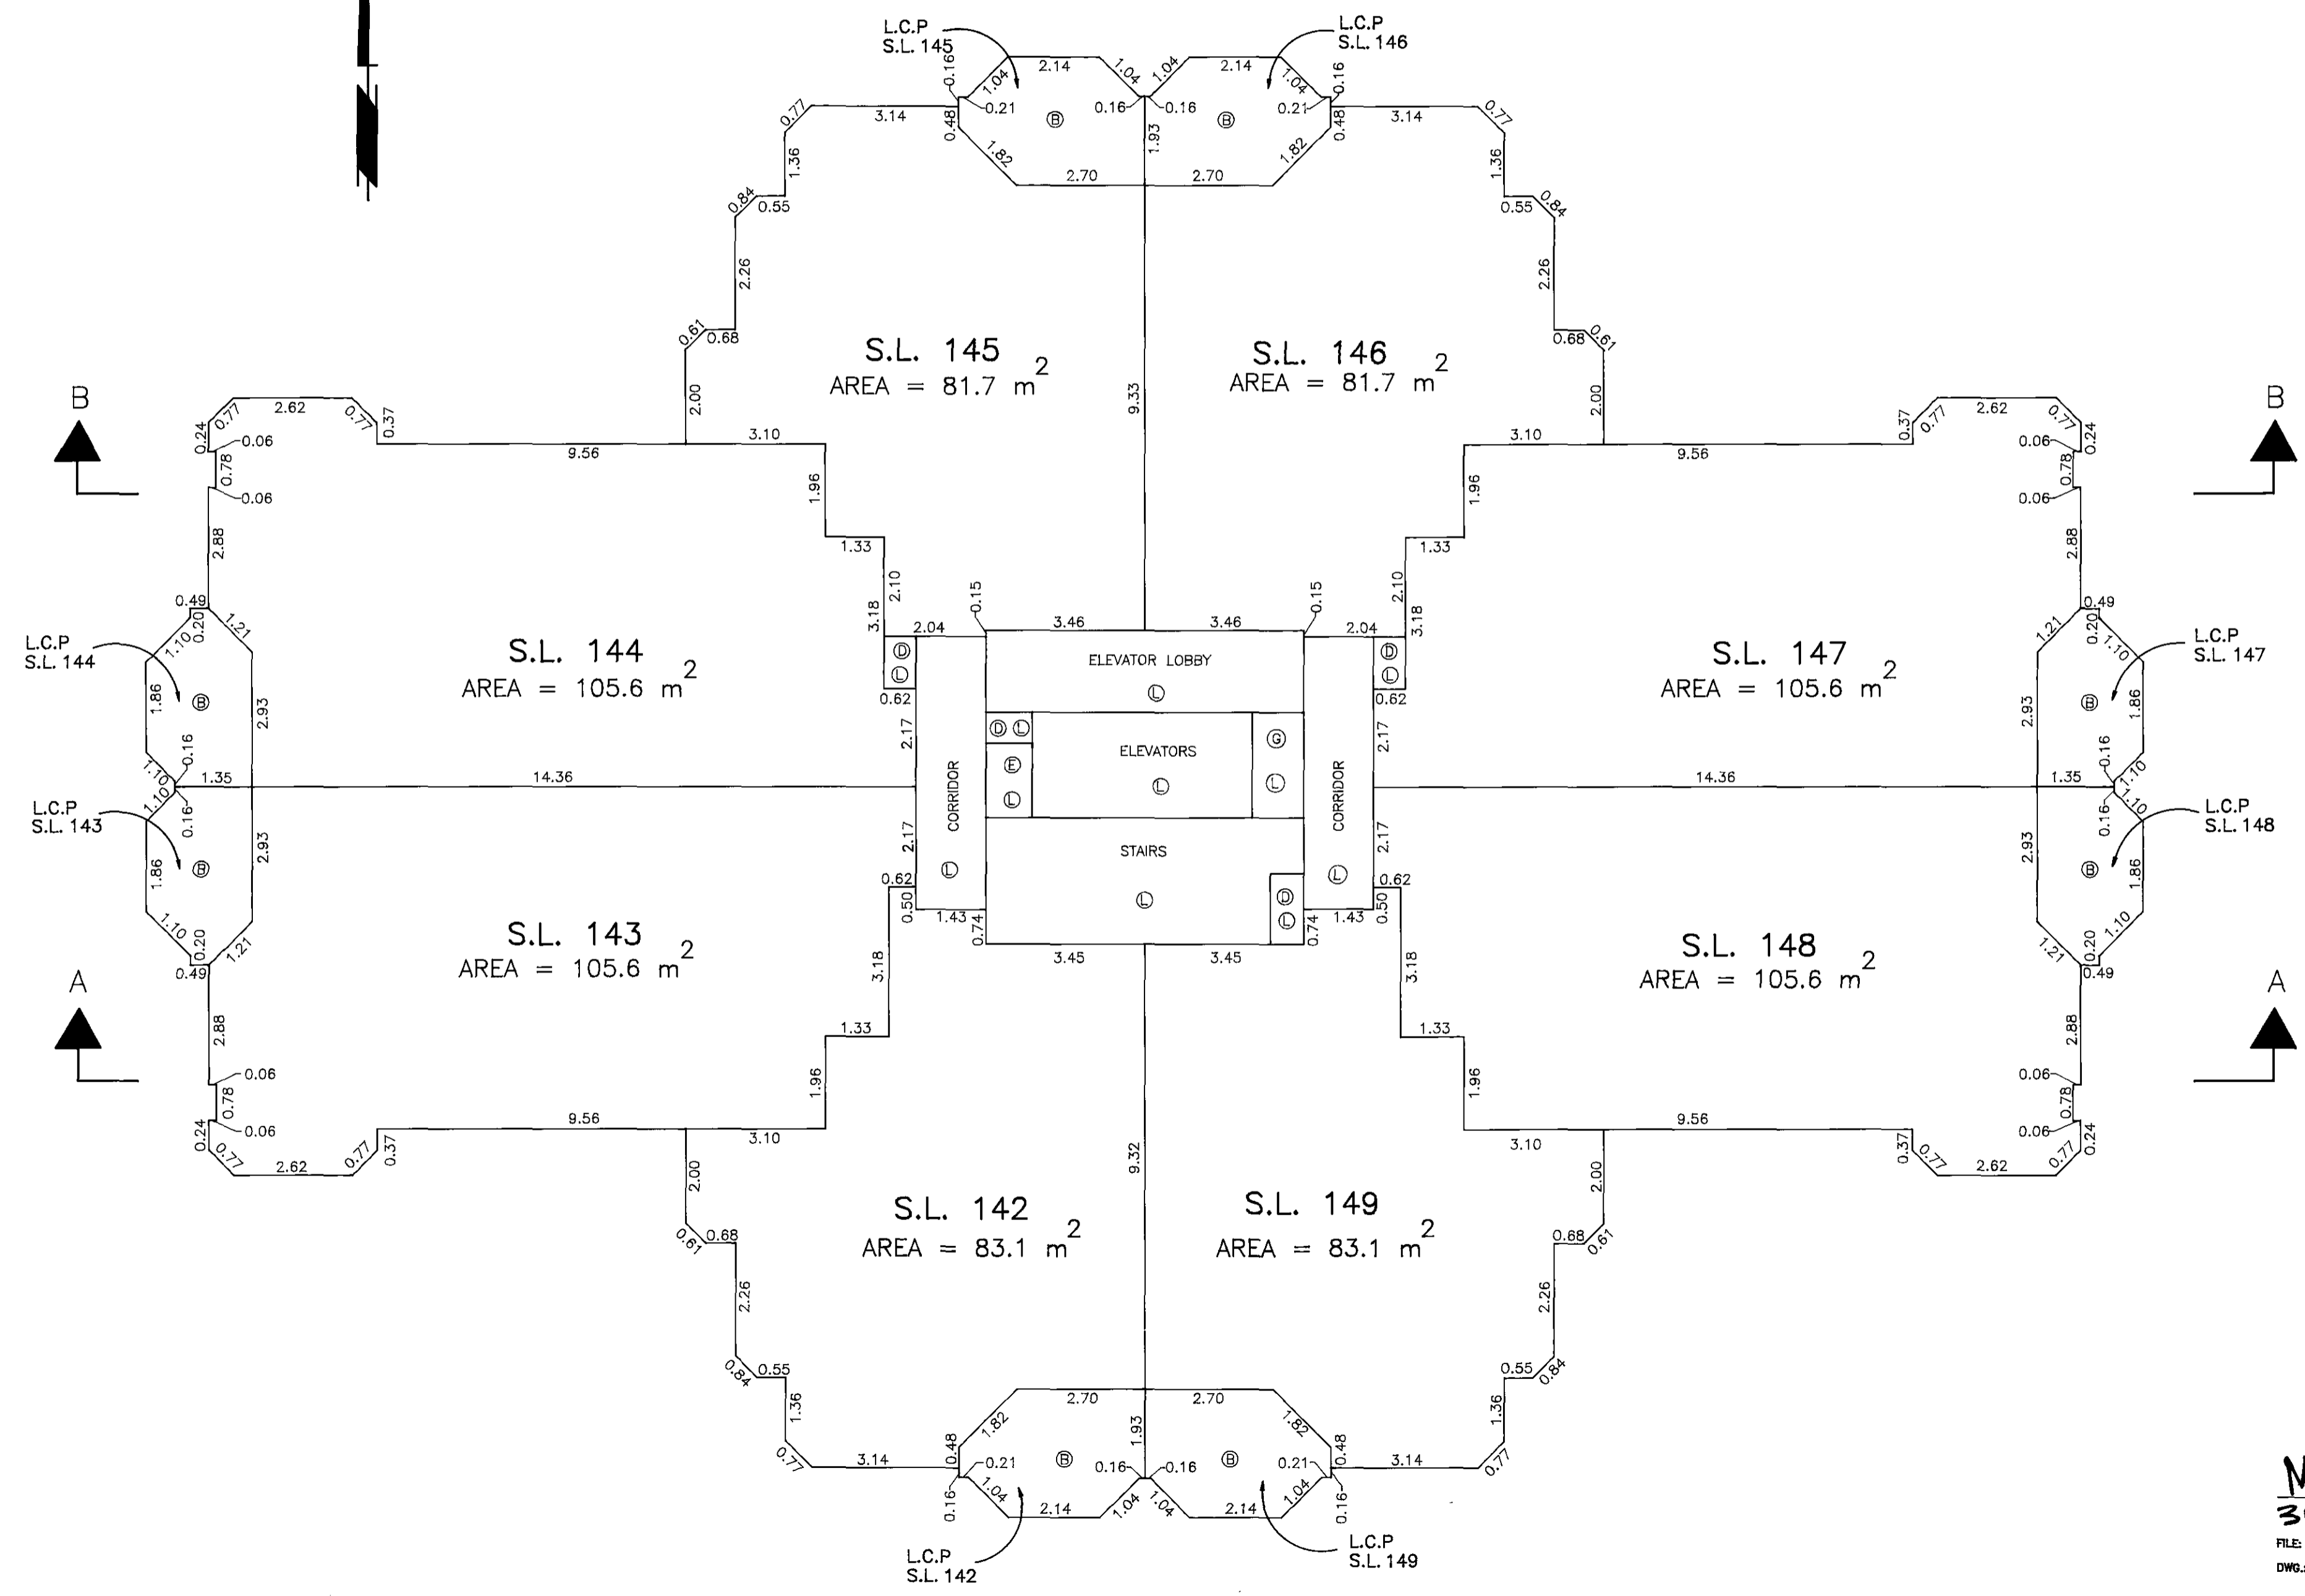 L.C.P
S.L. 145
L.C.P
S.L. 146
0.16
1.04
2.14
1.04
1.04
2.14
1.04
0.16
0.21
0.16
0.16
0.21
0.77
3.14
0.48
B
B
0.48
3.14
0.77
1.36
1.82
1.93
1.82
1.36
2.70
2.70
0.84
0.55
0.55
0.84
2.26
2.26
0.61
0.68
0.68
0.61
S.L. 145
AREA = 81.7 m2
S.L. 146
AREA = 81.7 m2
2.00
9.33
2.00
B
B
0.77
2.62
0.77
0.37
0.24
0.06
0.78
0.06
9.56
3.10
3.10
9.56
0.37
0.77
2.62
0.77
0.24
0.06
0.78
0.06
1.96
1.96
1.33
1.33
2.88
2.88
2.10
2.10
3.18
3.18
0.15
0.15
2.04
3.46
3.46
2.04
0.49
0.20
1.21
1.10
0.49
0.20
1.21
1.10
L.C.P
S.L. 144
L.C.P
S.L. 147
S.L. 144
AREA = 105.6 m2
S.L. 147
AREA = 105.6 m2
D
L
D
L
ELEVATOR LOBBY
L
0.62
0.62
1.86
B
2.93
2.93
B
1.86
2.17
2.17
D L
E
L
ELEVATORS
L
G
L
0.16
1.10
1.35
14.36
14.36
1.35
0.16
1.10
L.C.P
S.L. 143
L.C.P
S.L. 148
1.10
0.16
0.16
1.10
CORRIDOR
L
CORRIDOR
L
2.17
2.17
STAIRS
L
D
L
1.86
B
2.93
2.93
B
1.86
0.62
0.50
1.43
0.74
0.62
0.50
1.43
0.74
3.45
3.45
1.10
0.20
0.49
1.21
1.21
0.20
0.49
1.10
S.L. 143
AREA = 105.6 m2
S.L. 148
AREA = 105.6 m2
A
A
3.18
3.18
1.33
1.33
2.88
2.88
0.06
0.78
0.06
0.24
0.06
0.78
0.06
0.24
1.96
1.96
9.56
3.10
3.10
9.56
0.77
2.62
0.77
0.37
0.37
0.77
2.62
0.77
2.00
9.32
2.00
S.L. 142
AREA = 83.1 m2
S.L. 149
AREA = 83.1 m2
0.61
0.68
0.68
0.61
2.26
2.26
0.84
0.55
0.55
0.84
1.36
2.70
2.70
1.36
1.82
1.93
1.82
0.77
3.14
0.48
B
B
0.48
3.14
0.77
0.21
0.16
0.16
0.21
0.16
1.04
2.14
1.04
1.04
2.14
1.04
0.16
L.C.P
S.L. 142
L.C.P
S.L. 149
FILE: